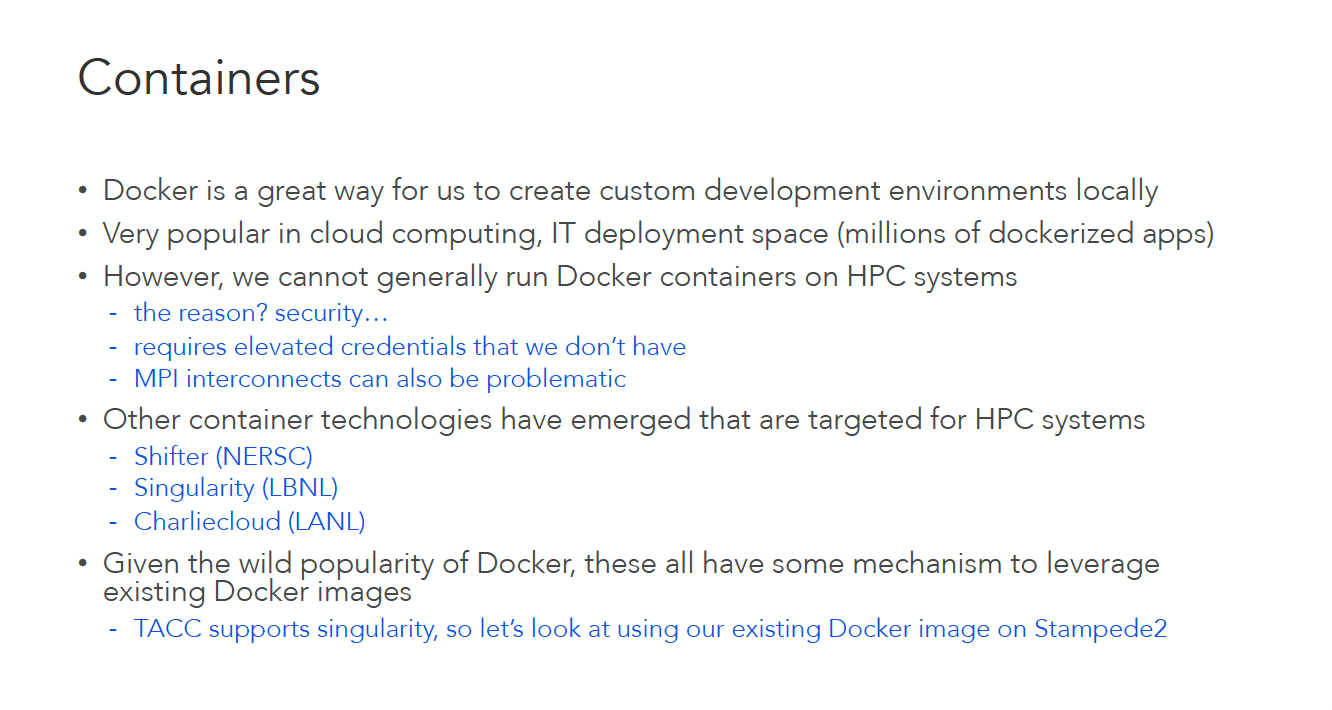 Containers
• Docker is a great way for us to create custom development environments locally
• Very popular in cloud computing, IT deployment space (millions of dockerized apps)
• However, we cannot generally run Docker containers on HPC systems
- the reason? security…
- requires elevated credentials that we don’t have
- MPI interconnects can also be problematic
• Other container technologies have emerged that are targeted for HPC systems
- Shifter (NERSC)
- Singularity (LBNL)
- Charliecloud (LANL)
• Given the wild popularity of Docker, these all have some mechanism to leverage
existing Docker images
- TACC supports singularity, so let’s look at using our existing Docker image on Stampede2